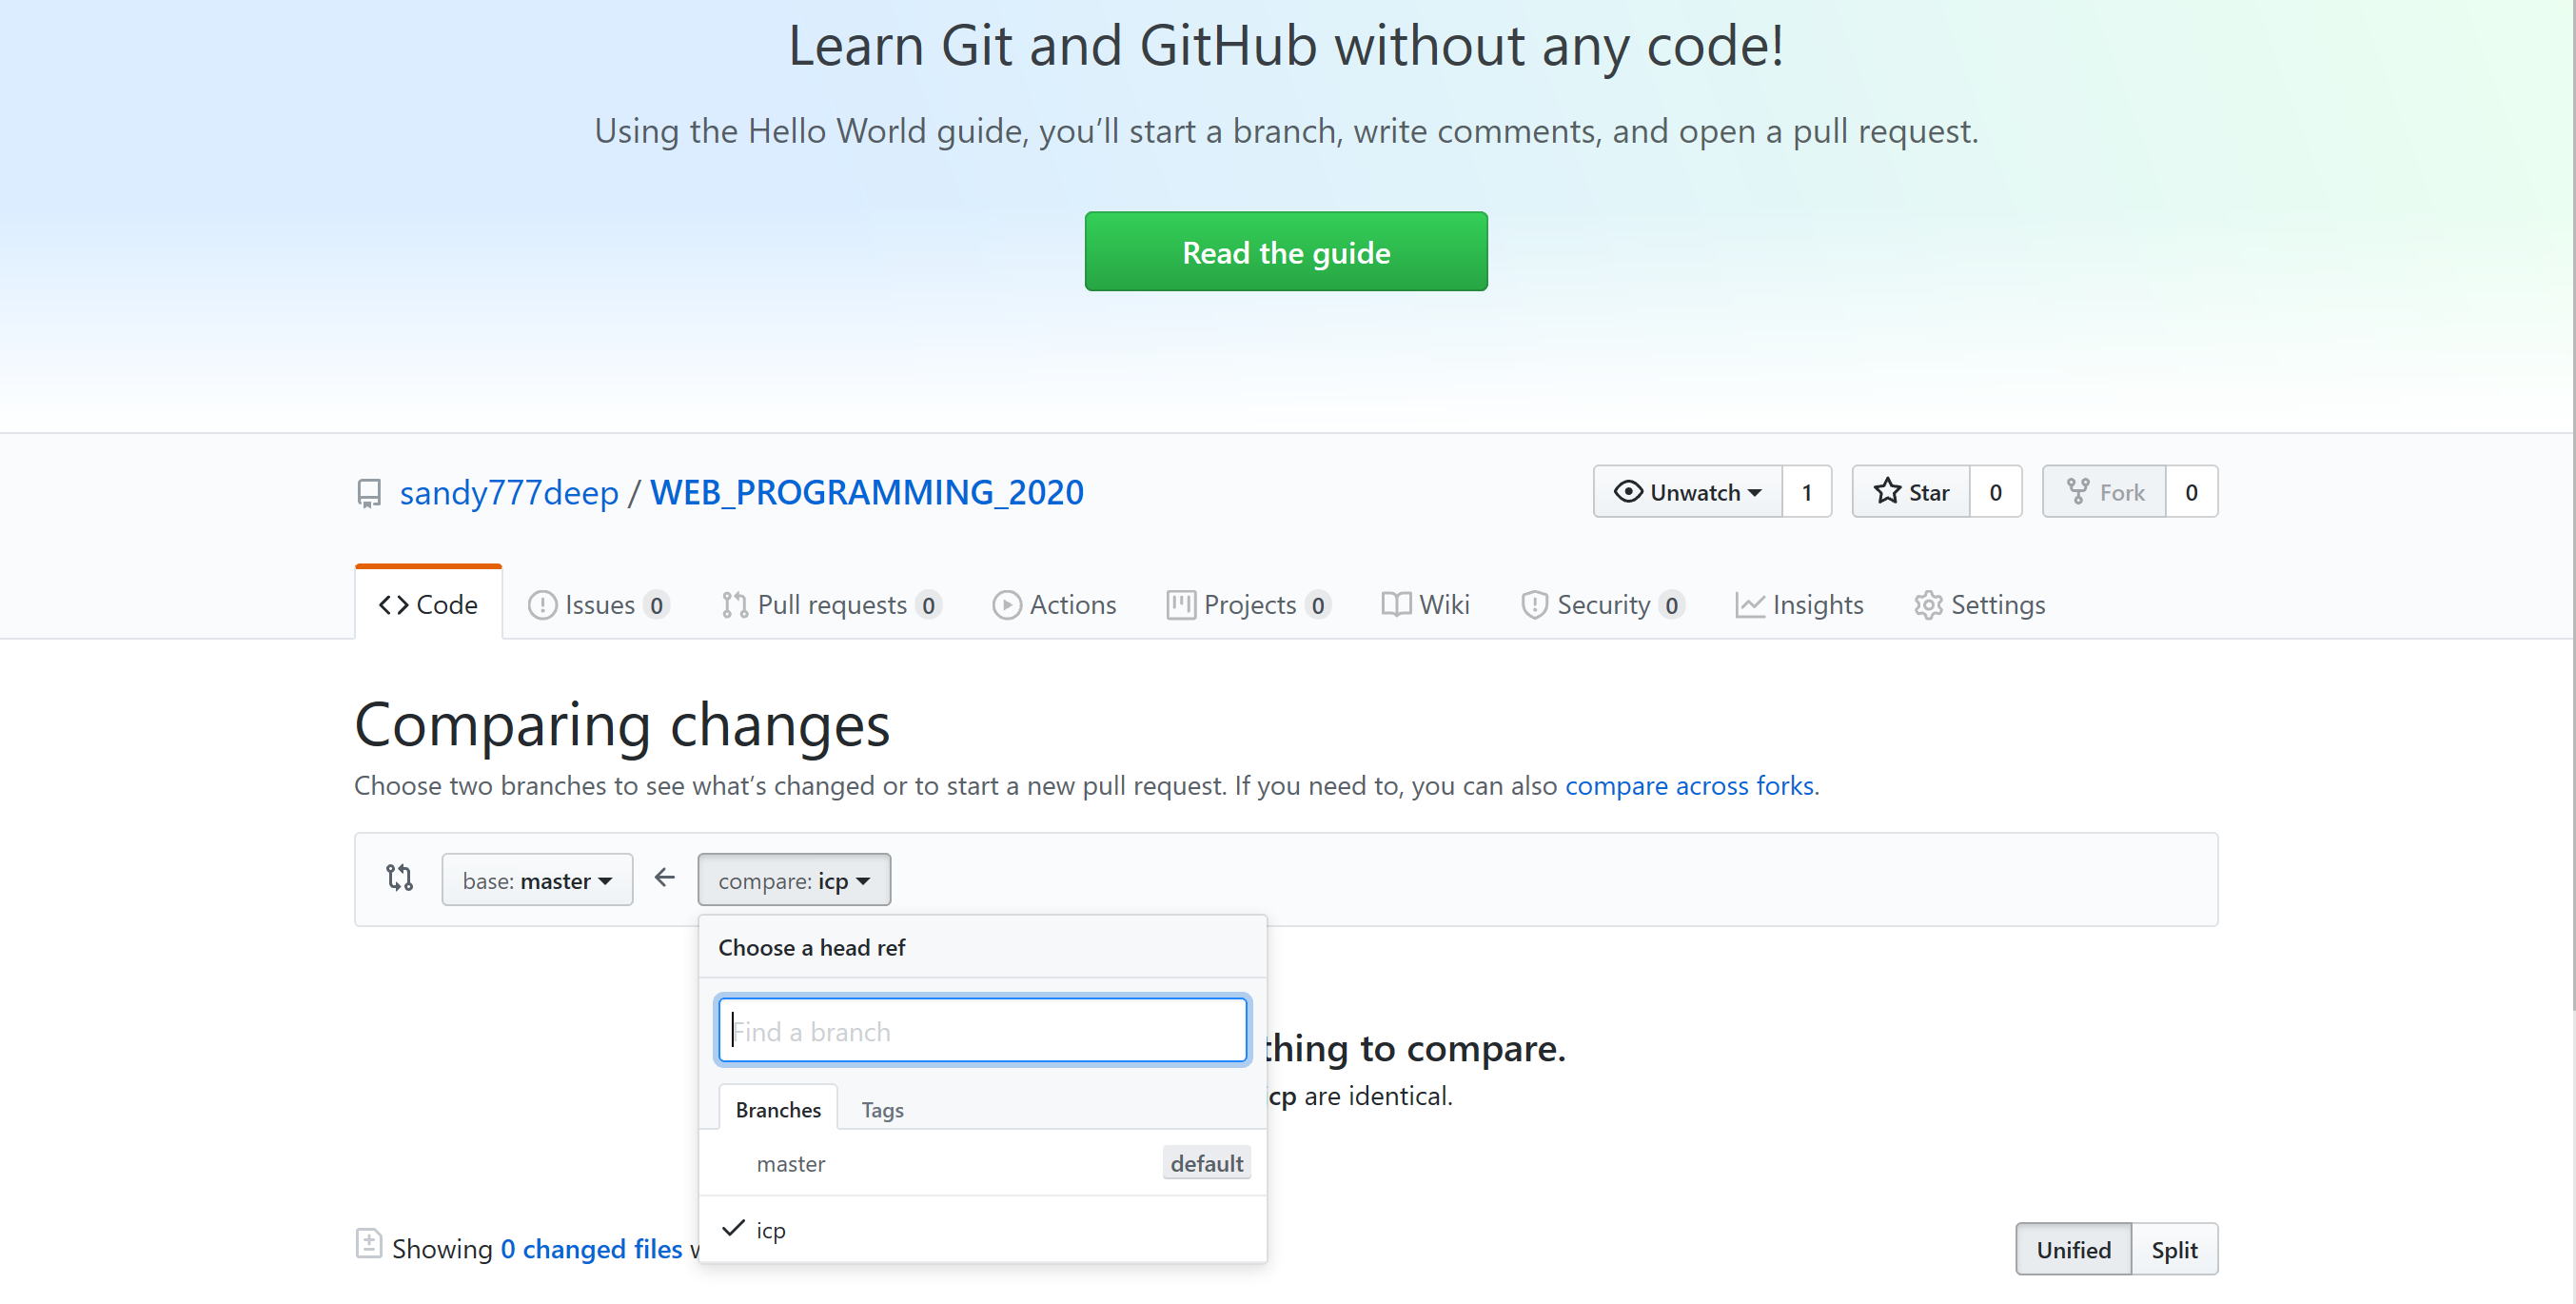 Learn Git and GitHub without any code!
Using the Hello World guide, you’ll start a branch, write comments, and open a pull request.
Read the guide
sandy777deep / WEB_PROGRAMMING_2020
Unwatch 1 Star 0 Fork 0
Code Issues 0 Pull requests 0 Actions Projects 0 Wiki Security 0 Insights Settings
Comparing changes
Choose two branches to see what’s changed or to start a new pull request. If you need to, you can also compare across forks.
base: master compare: icp
Choose a head ref
Find a branch
thing to compare.
cp are identical.
Branches Tags
master default
icp
Showing 0 changed files
Unified Split